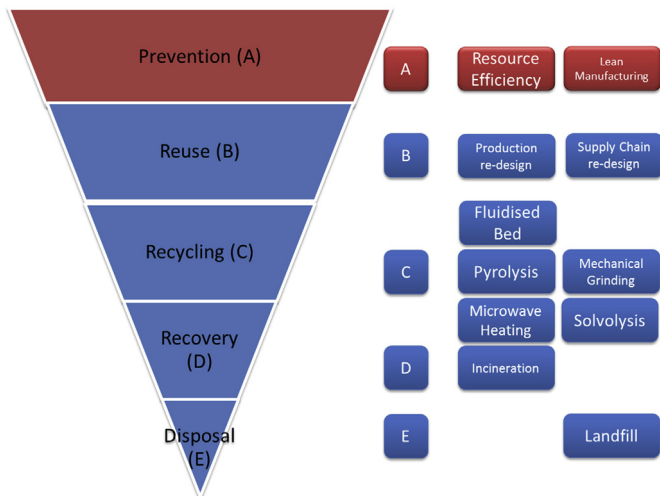 Prevention (A)
Reuse (B)
Recycling (C)
Recovery
(D)
Disposal
(E)
A
Resource
Efficiency
Lean
Manufacturing
B
Production
re-design
Supply Chain
re-design
Fluidised
Bed
C
Pyrolysis
Mechanical
Grinding
Microwave
Heating
Solvolysis
D
Incineration
E
Landfill